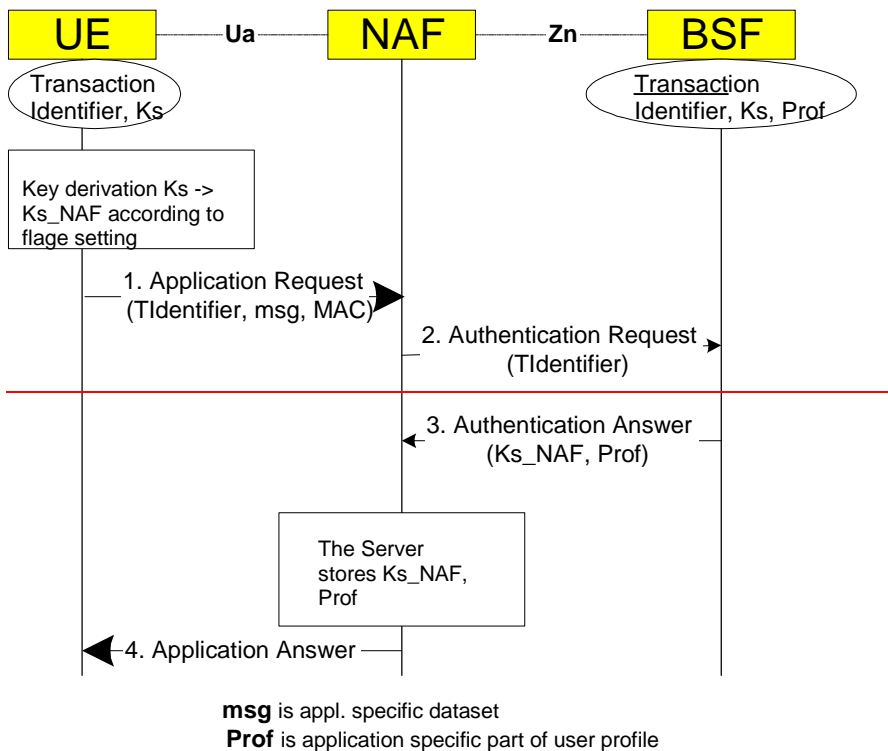 UE Ua NAF Zn BSF
Transaction
Identifier, Ks
Transaction
Identifier, Ks, Prof
Key derivation Ks ->
Ks_NAF according to
flage setting
1. Application Request
(TIdentifier, msg, MAC)
2. Authentication Request
(TIdentifier)
3. Authentication Answer
(Ks_NAF, Prof)
The Server
stores Ks_NAF,
Prof
4. Application Answer
msg is appl. specific dataset
Prof is application specific part of user profile